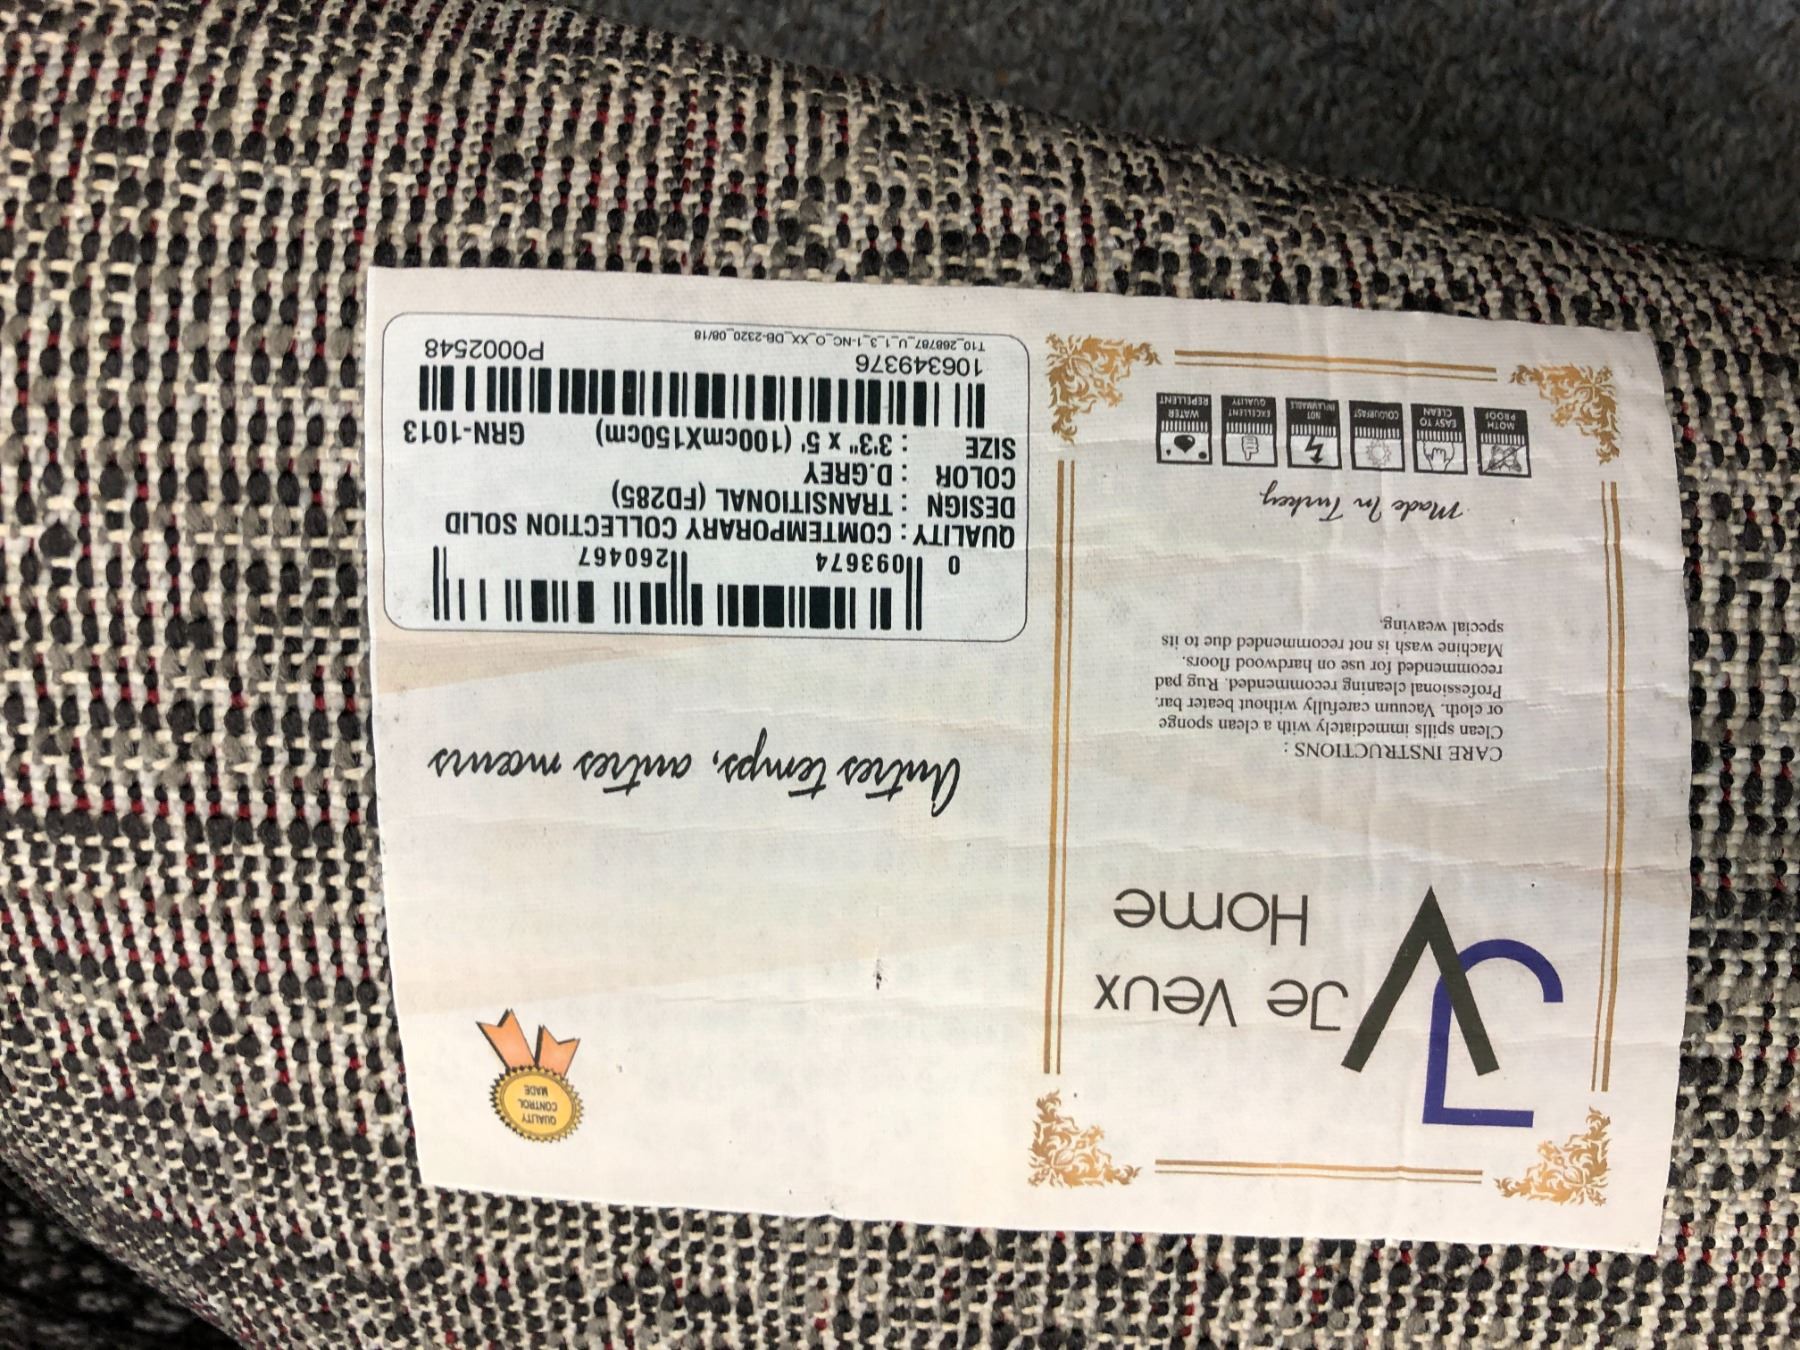 Je Veux
Home
CARE INSTRUCTIONS :
Clean spills immediately with a clean sponge
or cloth. Vacuum carefully without beater bar.
Professional cleaning recommended. Rug pad
recommended for use on hardwood floors.
Machine wash is not recommended due to its
special weaving.
Made In Turkey
MOTH
PROOF
EASY TO
CLEAN
COLOURFAST
NOT
INFLAMMABLE
EXCELLENT
QUALITY
WATER
REPELLENT
QUALITY
CONTROL
MADE
Autres temps, autres mœurs
0 093674 260467
QUALITY : COMTEMPORARY COLLECTION SOLID
DESIGN : TRANSITIONAL (FD285)
COLOR : D.GREY
SIZE : 3'3" x 5' (100cmX150cm) GRN-1013
106349376 P0002548
T10_268787_U_1_3_1-NC_O_XX_DB-2320_08/18